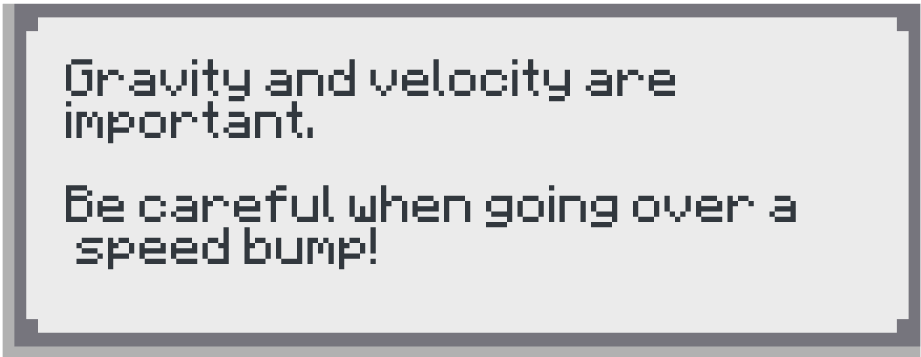 Gravity and velocity are
important.
Be careful when going over a
speed bump!